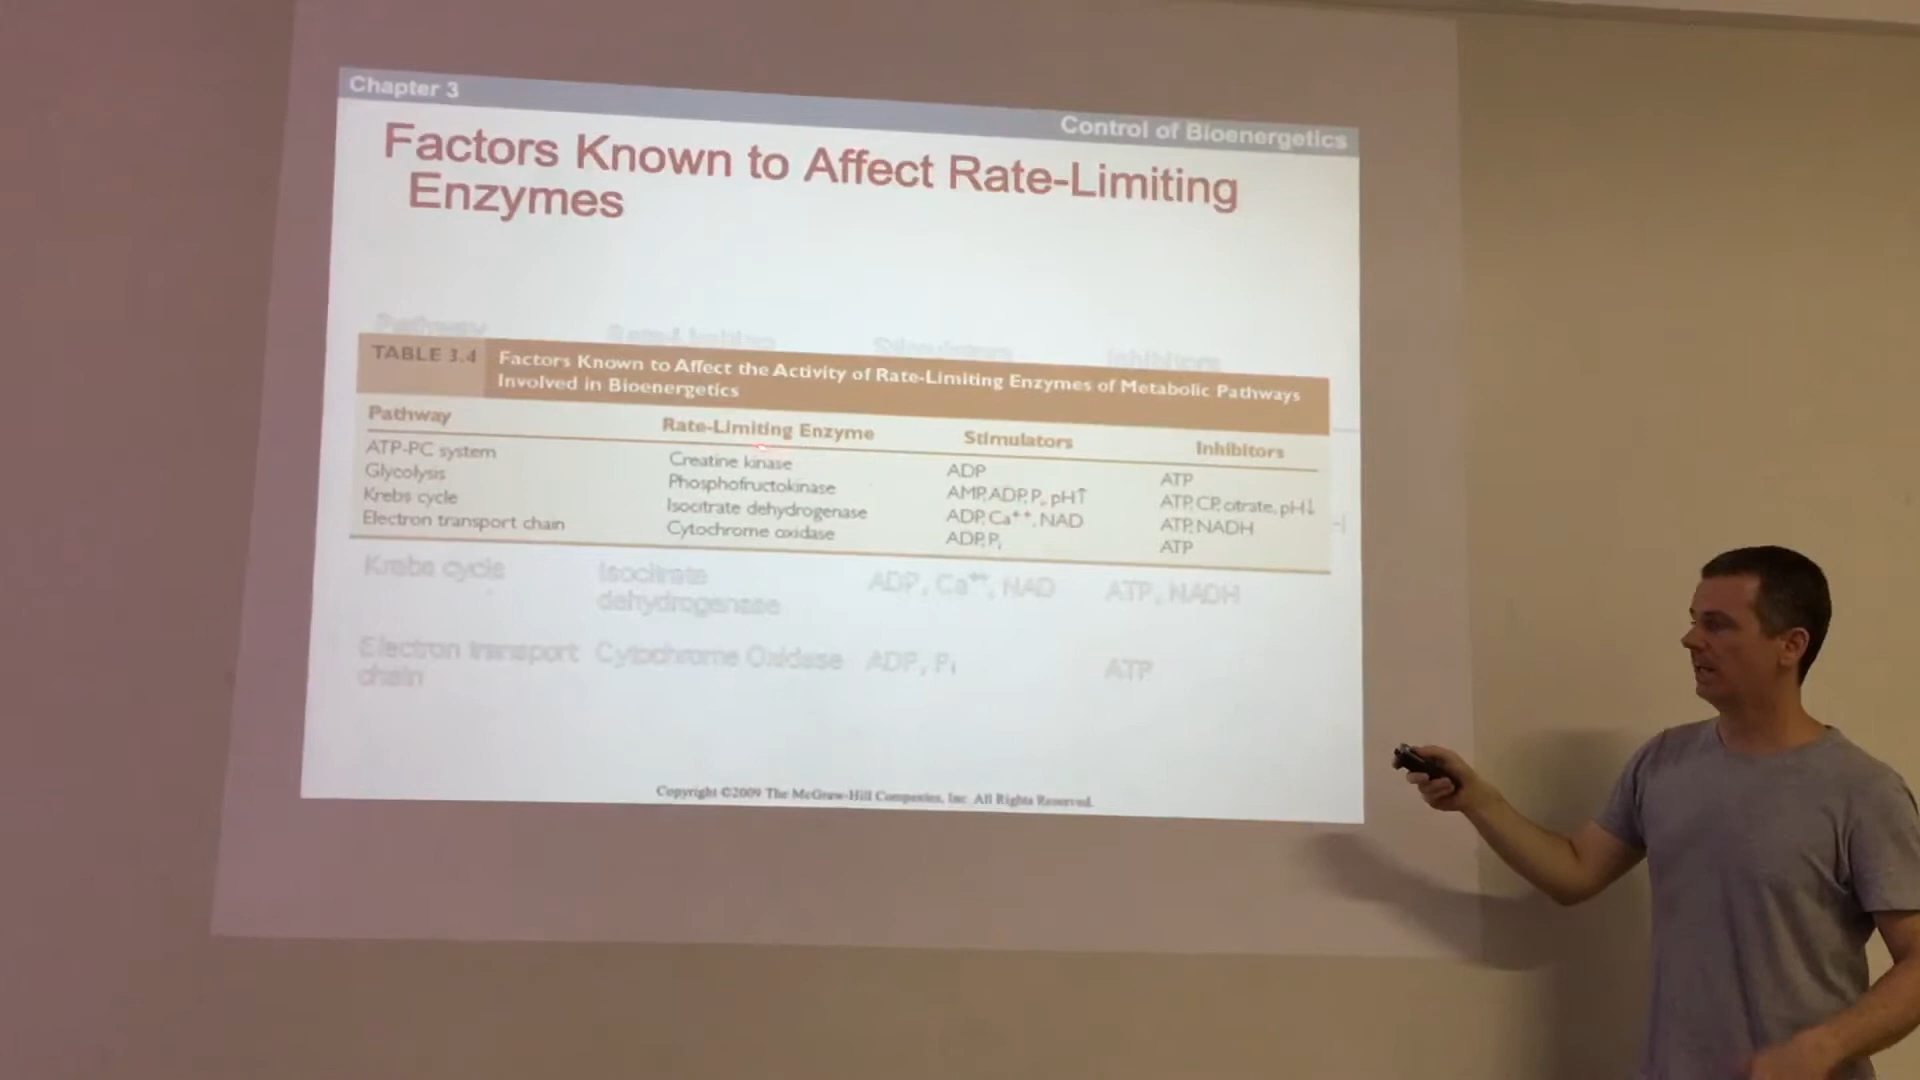 Chapter 3
Control of Bioenergetics
Factors Known to Affect Rate-Limiting
Enzymes
Pathway Rate-Limiting Stimulators Inhibitors
TABLE 3.4 Factors Known to Affect the Activity of Rate-Limiting Enzymes of Metabolic Pathways
Involved in Bioenergetics
Pathway Rate-Limiting Enzyme Stimulators Inhibitors
ATP-PC system Creatine kinase ADP ATP
Glycolysis Phosphofructokinase AMP, ADP, Pi, pH↑ ATP, CP, citrate, pH↓
Krebs cycle Isocitrate dehydrogenase ADP, Ca⁺⁺, NAD ATP, NADH
Electron transport chain Cytochrome oxidase ADP, Pi ATP
Krebs cycle Isocitrate ADP, Ca⁺⁺, NAD ATP, NADH
dehydrogenase
Electron transport Cytochrome Oxidase ADP, Pi ATP
chain
Copyright ©2009 The McGraw-Hill Companies, Inc. All Rights Reserved.